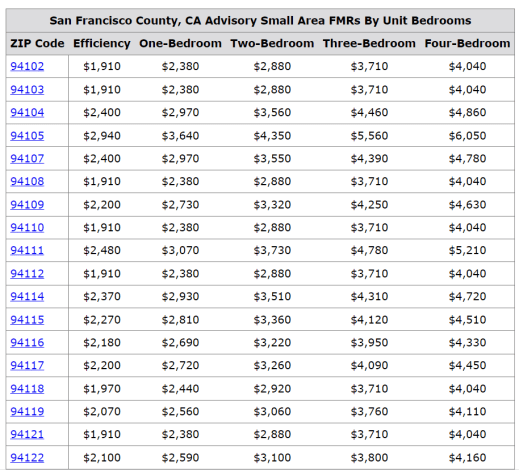 San Francisco County, CA Advisory Small Area FMRs By Unit Bedrooms
ZIP Code Efficiency One-Bedroom Two-Bedroom Three-Bedroom Four-Bedroom
94102 $1,910 $2,380 $2,880 $3,710 $4,040
94103 $1,910 $2,380 $2,880 $3,710 $4,040
94104 $2,400 $2,970 $3,560 $4,460 $4,860
94105 $2,940 $3,640 $4,350 $5,560 $6,050
94107 $2,400 $2,970 $3,550 $4,390 $4,780
94108 $1,910 $2,380 $2,880 $3,710 $4,040
94109 $2,200 $2,730 $3,320 $4,250 $4,630
94110 $1,910 $2,380 $2,880 $3,710 $4,040
94111 $2,480 $3,070 $3,730 $4,780 $5,210
94112 $1,910 $2,380 $2,880 $3,710 $4,040
94114 $2,370 $2,930 $3,510 $4,310 $4,720
94115 $2,270 $2,810 $3,360 $4,120 $4,510
94116 $2,180 $2,690 $3,220 $3,950 $4,330
94117 $2,200 $2,720 $3,260 $4,090 $4,450
94118 $1,970 $2,440 $2,920 $3,710 $4,040
94119 $2,070 $2,560 $3,060 $3,760 $4,110
94121 $1,910 $2,380 $2,880 $3,710 $4,040
94122 $2,100 $2,590 $3,100 $3,800 $4,160